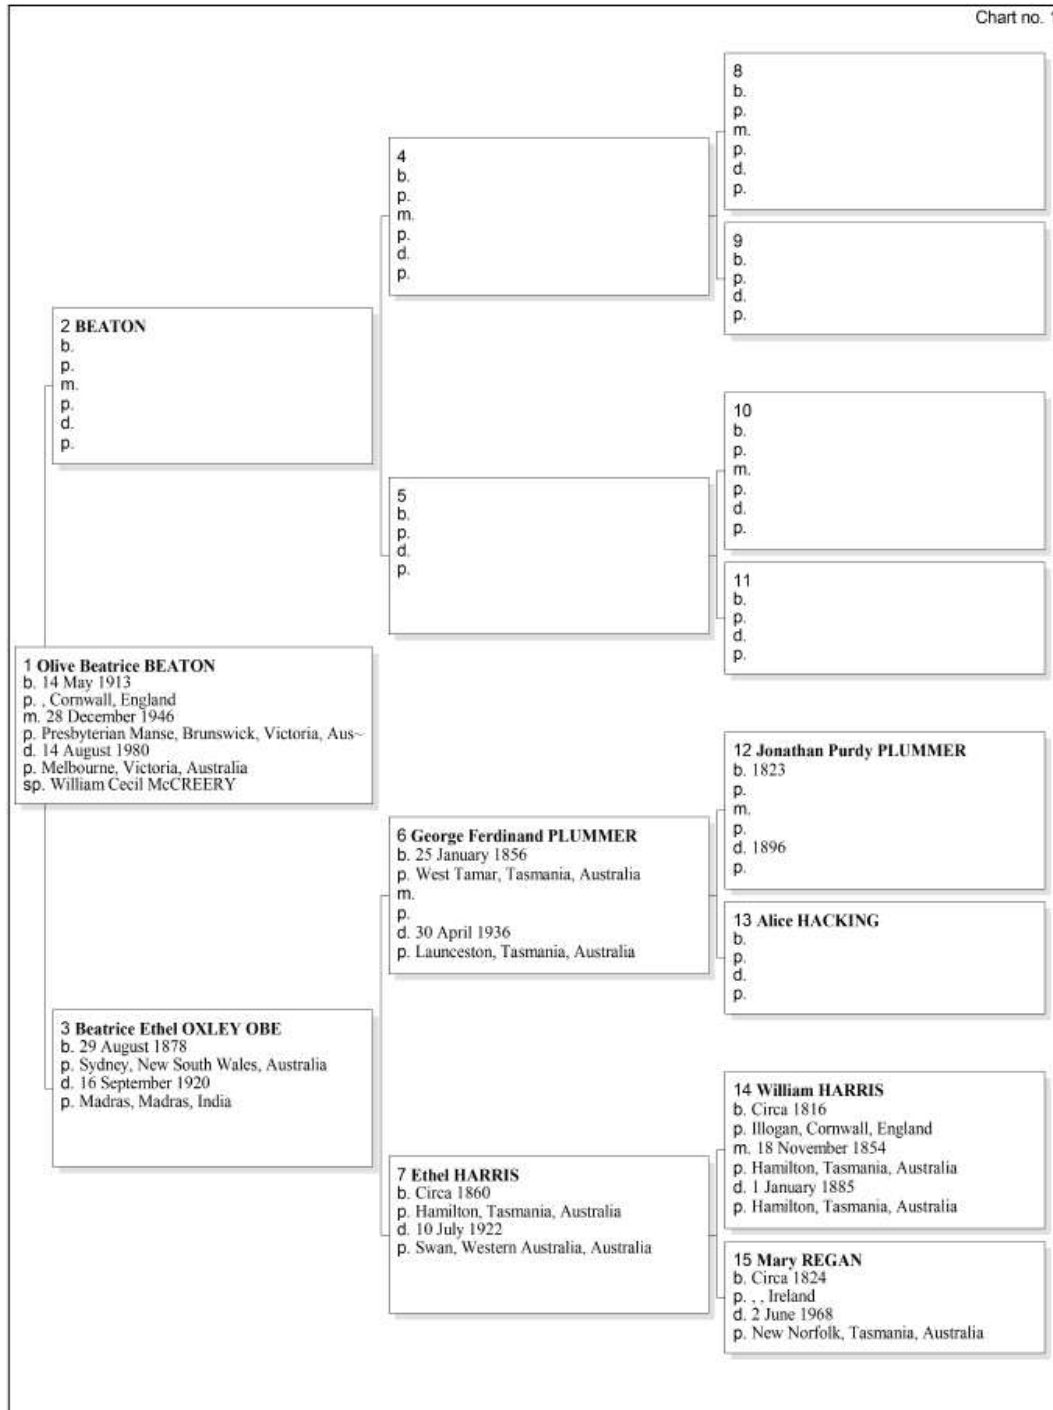 Chart no. 1
8
b.
p.
m.
p.
d.
p.
4
b.
p.
m.
p.
d.
p.
9
b.
p.
d.
p.
2 BEATON
b.
p.
m.
p.
d.
p.
10
b.
p.
m.
p.
d.
p.
5
b.
p.
d.
p.
11
b.
p.
d.
p.
1 Olive Beatrice BEATON
b. 14 May 1913
p. , Cornwall, England
m. 28 December 1946
p. Presbyterian Manse, Brunswick, Victoria, Aus~
d. 14 August 1980
p. Melbourne, Victoria, Australia
sp. William Cecil McCREERY
12 Jonathan Purdy PLUMMER
b. 1823
p.
m.
p.
d. 1896
p.
6 George Ferdinand PLUMMER
b. 25 January 1856
p. West Tamar, Tasmania, Australia
m.
p.
d. 30 April 1936
p. Launceston, Tasmania, Australia
13 Alice HACKING
b.
p.
d.
p.
3 Beatrice Ethel OXLEY OBE
b. 29 August 1878
p. Sydney, New South Wales, Australia
d. 16 September 1920
p. Madras, Madras, India
14 William HARRIS
b. Circa 1816
p. Illogan, Cornwall, England
m. 18 November 1854
p. Hamilton, Tasmania, Australia
d. 1 January 1885
p. Hamilton, Tasmania, Australia
7 Ethel HARRIS
b. Circa 1860
p. Hamilton, Tasmania, Australia
d. 10 July 1922
p. Swan, Western Australia, Australia
15 Mary REGAN
b. Circa 1824
p. , , Ireland
d. 2 June 1968
p. New Norfolk, Tasmania, Australia